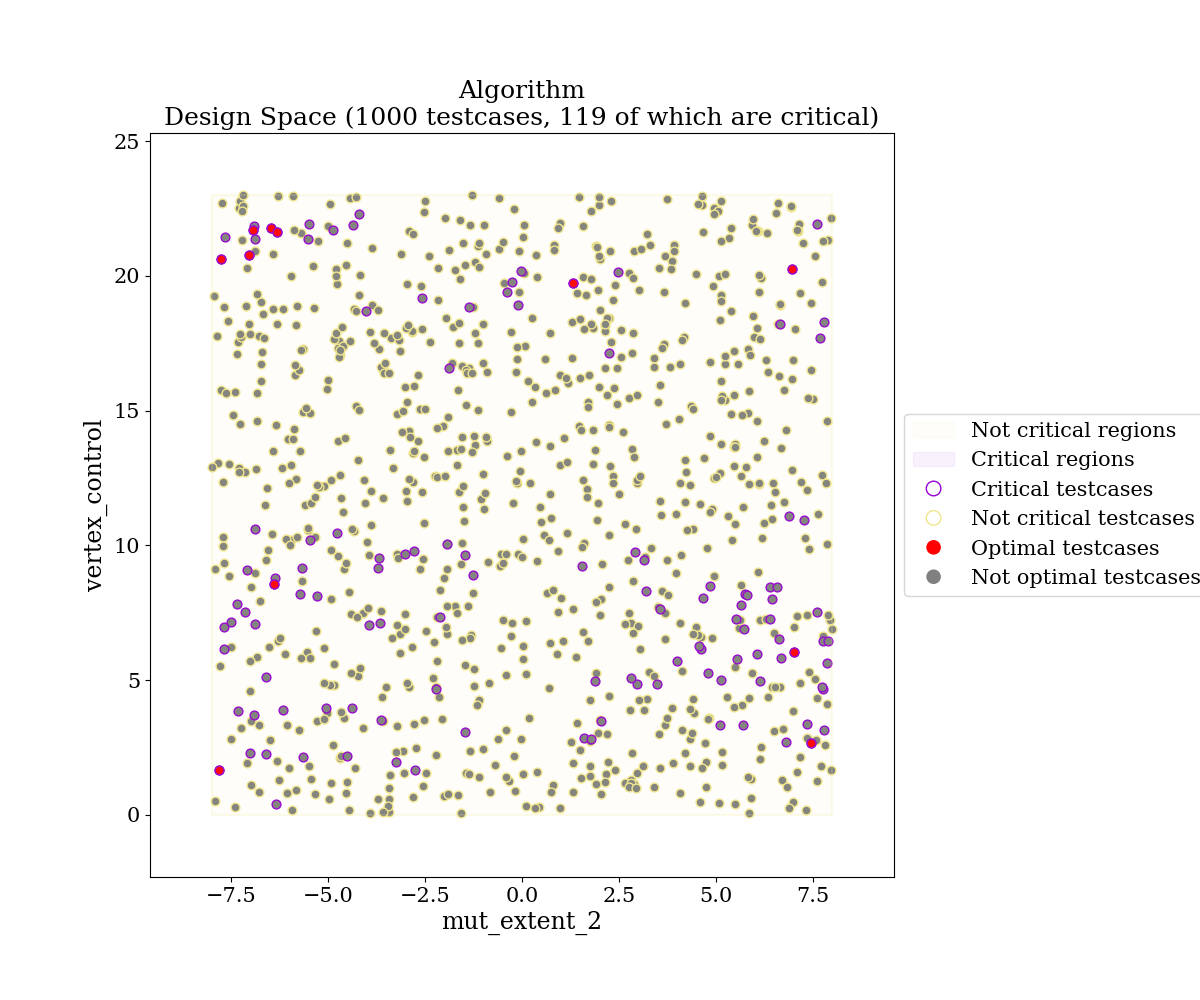 Algorithm
Design Space (1000 testcases, 119 of which are critical)
25
20
15
10
5
0
vertex_control
−7.5
−5.0
−2.5
0.0
2.5
5.0
7.5
mut_extent_2
Not critical regions
Critical regions
Critical testcases
Not critical testcases
Optimal testcases
Not optimal testcases